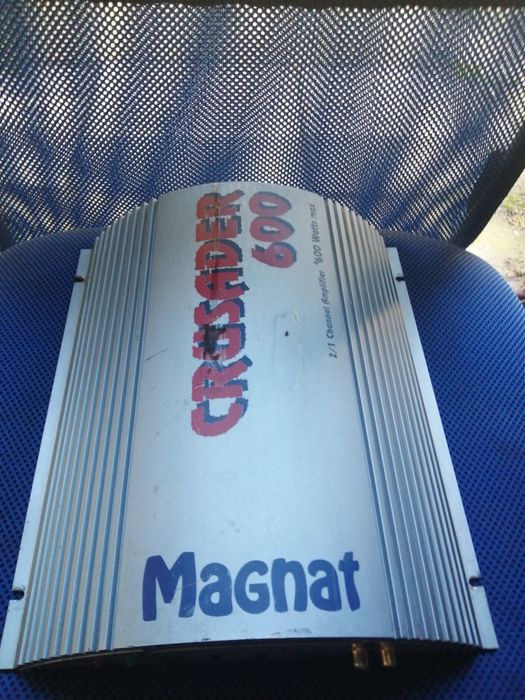 CRUSADER
600
2/1 Channel Amplifier *600 Watts max.
Magnat